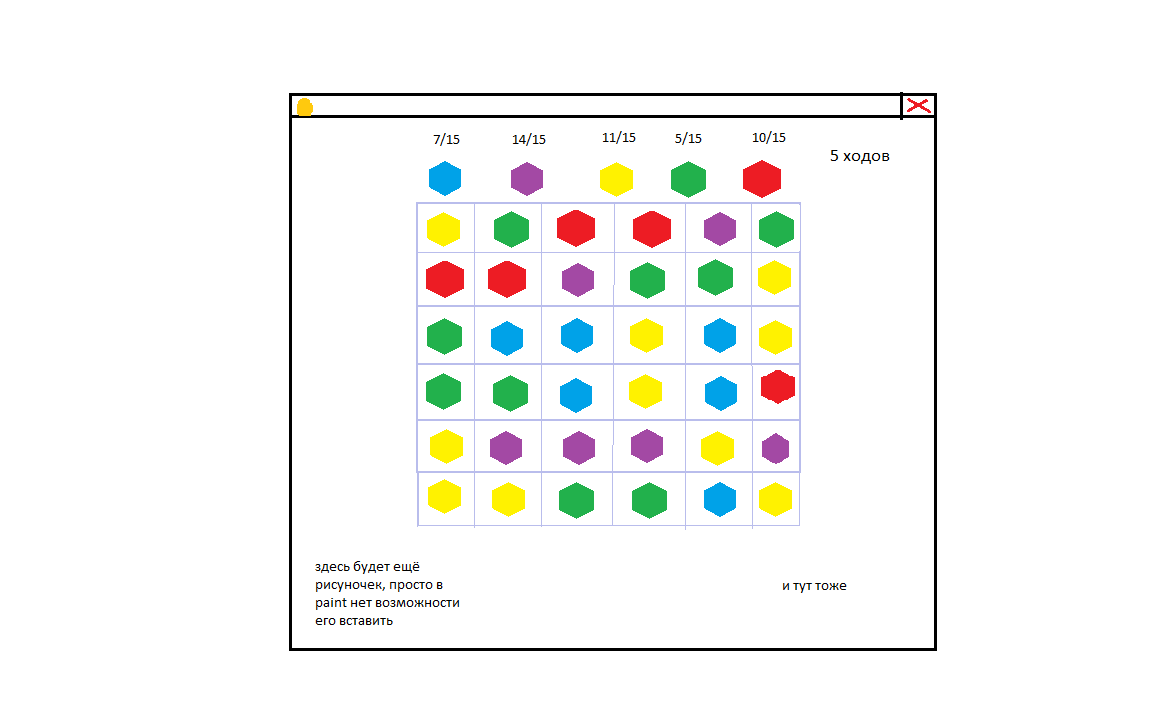 7/15 14/15 11/15 5/15 10/15
5 ходов
здесь будет ещё
рисуночек, просто в
paint нет возможности
его вставить
и тут тоже